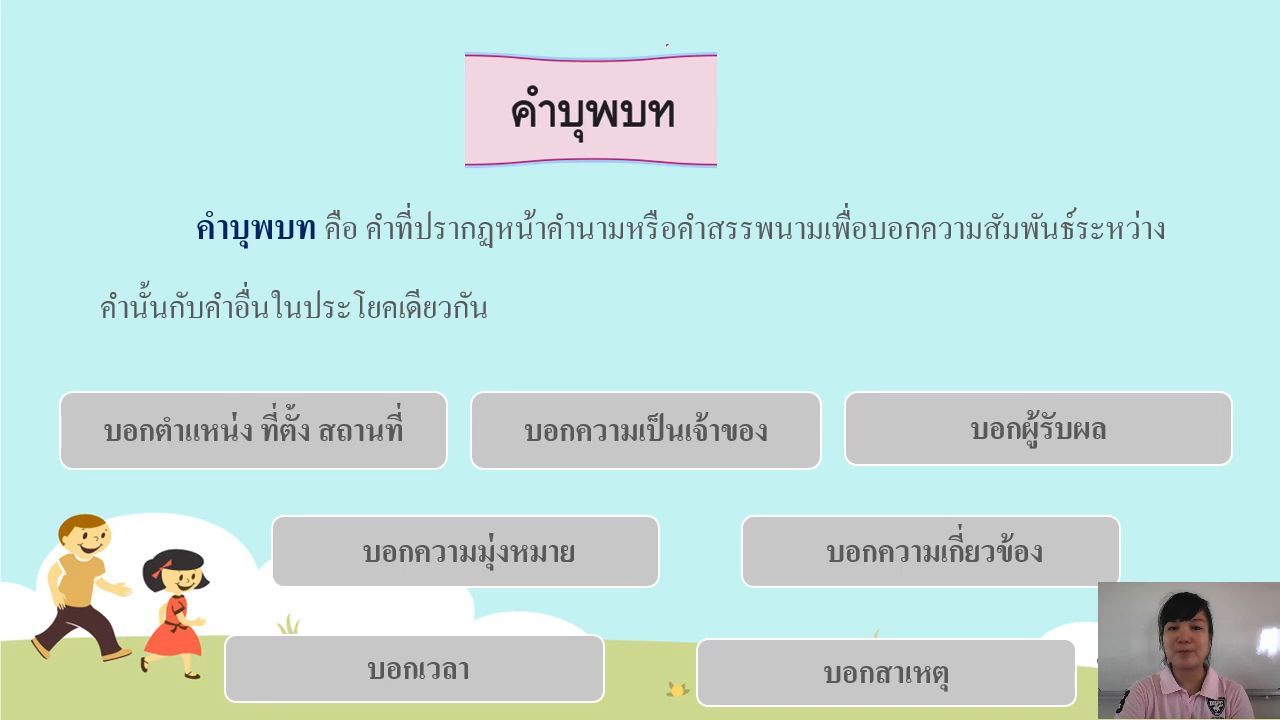 คำบุพบท
คำบุพบท คือ คำที่ปรากฏหน้าคำนามหรือคำสรรพนามเพื่อบอกความสัมพันธ์ระหว่าง
คำนั้นกับคำอื่นในประโยคเดียวกัน
บอกตำแหน่ง ที่ตั้ง สถานที่
บอกความเป็นเจ้าของ
บอกผู้รับผล
บอกความมุ่งหมาย
บอกความเกี่ยวข้อง
บอกเวลา
บอกสาเหตุ